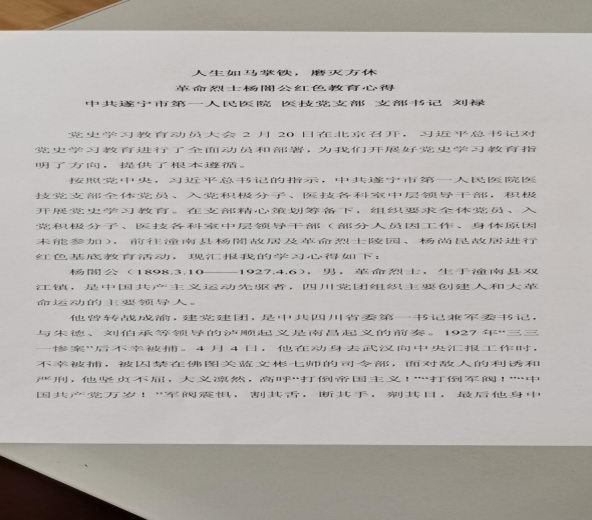 人生如马掌铁，磨灭方休
革命烈士杨闇公红色教育心得
中共遂宁市第一人民医院 医技党支部 支部书记 刘禄
党史学习教育动员大会 2 月 20 日在北京召开，习近平总书记对
党史学习教育进行了全面动员和部署，为我们开展好党史学习教育指
明了方向，提供了根本遵循。
按照党中央，习近平总书记的指示，中共遂宁市第一人民医院医
技党支部全体党员、入党积极分子、医技各科室中层领导干部，积极
开展党史学习教育。在支部精心策划筹备下，组织要求全体党员、入
党积极分子、医技各科室中层领导干部（部分人员因工作、身体原因
未能参加），前往潼南县杨闇故居及革命烈士陵园、杨尚昆故居进行
红色基底教育活动，现汇报我的学习心得如下：
杨闇公（1898.3.10——1927.4.6），男，革命烈士，生于潼南县双
江镇，是中国共产主义运动先驱者，四川党团组织主要创建人和大革
命运动的主要领导人。
他曾转战成渝，建党建团，是中共四川省委第一书记兼军委书记，
与朱德、刘伯承等领导的泸顺起义是南昌起义的前奏。1927 年“三三
一惨案”后不幸被捕。4 月 4 日，他在动身去武汉向中央汇报工作时，
不幸被捕，被囚禁在佛图关蓝文彬七师的司令部，面对敌人的利诱和
严刑，他坚贞不屈，大义凛然，高呼“打倒帝国主义！”“打倒军阀！”“中
国共产党万岁！”军阀震惧，割其舌，断其手，剜其目，最后他身中